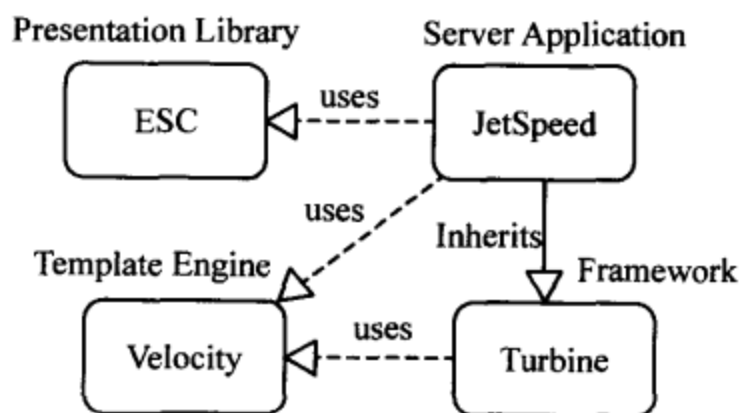 Presentation Library
Server Application
ESC
uses
JetSpeed
uses
Inherits
Template Engine
Framework
Velocity
uses
Turbine